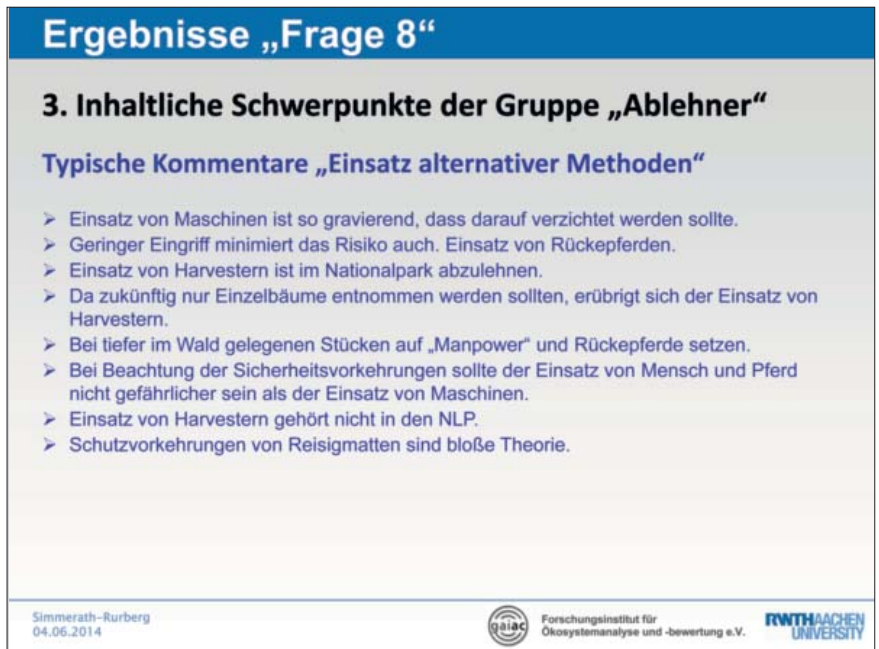 Ergebnisse „Frage 8“
3. Inhaltliche Schwerpunkte der Gruppe „Ablehner“
Typische Kommentare „Einsatz alternativer Methoden“
➢ Einsatz von Maschinen ist so gravierend, dass darauf verzichtet werden sollte.
➢ Geringer Eingriff minimiert das Risiko auch. Einsatz von Rückepferden.
➢ Einsatz von Harvestern ist im Nationalpark abzulehnen.
➢ Da zukünftig nur Einzelbäume entnommen werden sollten, erübrigt sich der Einsatz von
Harvestern.
➢ Bei tiefer im Wald gelegenen Stücken auf „Manpower“ und Rückepferde setzen.
➢ Bei Beachtung der Sicherheitsvorkehrungen sollte der Einsatz von Mensch und Pferd
nicht gefährlicher sein als der Einsatz von Maschinen.
➢ Einsatz von Harvestern gehört nicht in den NLP.
➢ Schutzvorkehrungen von Reisigmatten sind bloße Theorie.
Simmerath-Rurberg
04.06.2014
gaiac
Forschungsinstitut für
Ökosystemanalyse und -bewertung e.V.
RWTHAACHEN
UNIVERSITY